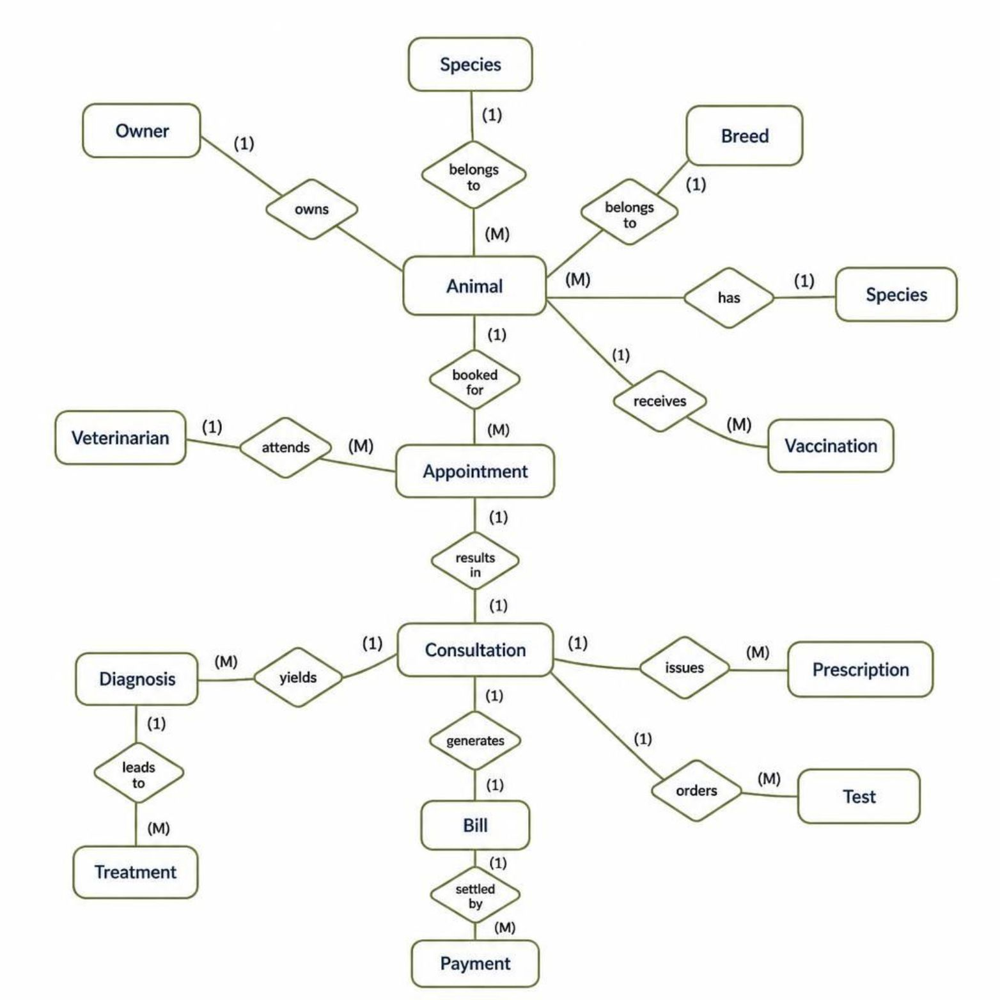 Species
(1)
Owner
(1)
Breed
(1)
belongs
to
owns
belongs
to
(M)
Animal
(M)
has
(1)
Species
(1)
booked
for
(1)
receives
(M)
Vaccination
(M)
Veterinarian
(1)
attends
(M)
Appointment
(1)
results
in
(1)
Consultation
(1)
issues
(M)
Prescription
(1)
yields
(M)
Diagnosis
(1)
generates
(1)
(1)
orders
(M)
Test
(1)
leads
to
(M)
Treatment
Bill
(1)
settled
by
(M)
Payment